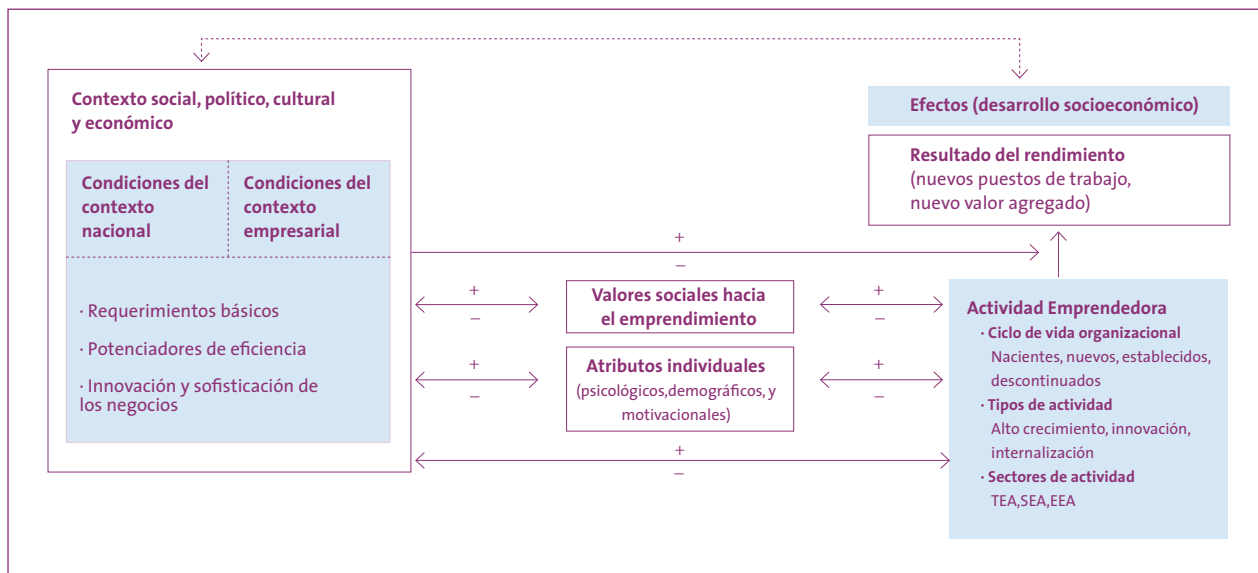 Contexto social, político, cultural
y económico
Condiciones del
contexto
nacional
Condiciones del
contexto
empresarial
· Requerimientos básicos
· Potenciadores de eficiencia
· Innovación y sofisticación de
los negocios
+
–
+
–
Valores sociales hacia
el emprendimiento
+
–
+
–
Atributos individuales
(psicológicos,demográficos, y
motivacionales)
+
–
+
–
Efectos (desarrollo socioeconómico)
Resultado del rendimiento
(nuevos puestos de trabajo,
nuevo valor agregado)
Actividad Emprendedora
· Ciclo de vida organizacional
Nacientes, nuevos, establecidos,
descontinuados
· Tipos de actividad
Alto crecimiento, innovación,
internalización
· Sectores de actividad
TEA,SEA,EEA